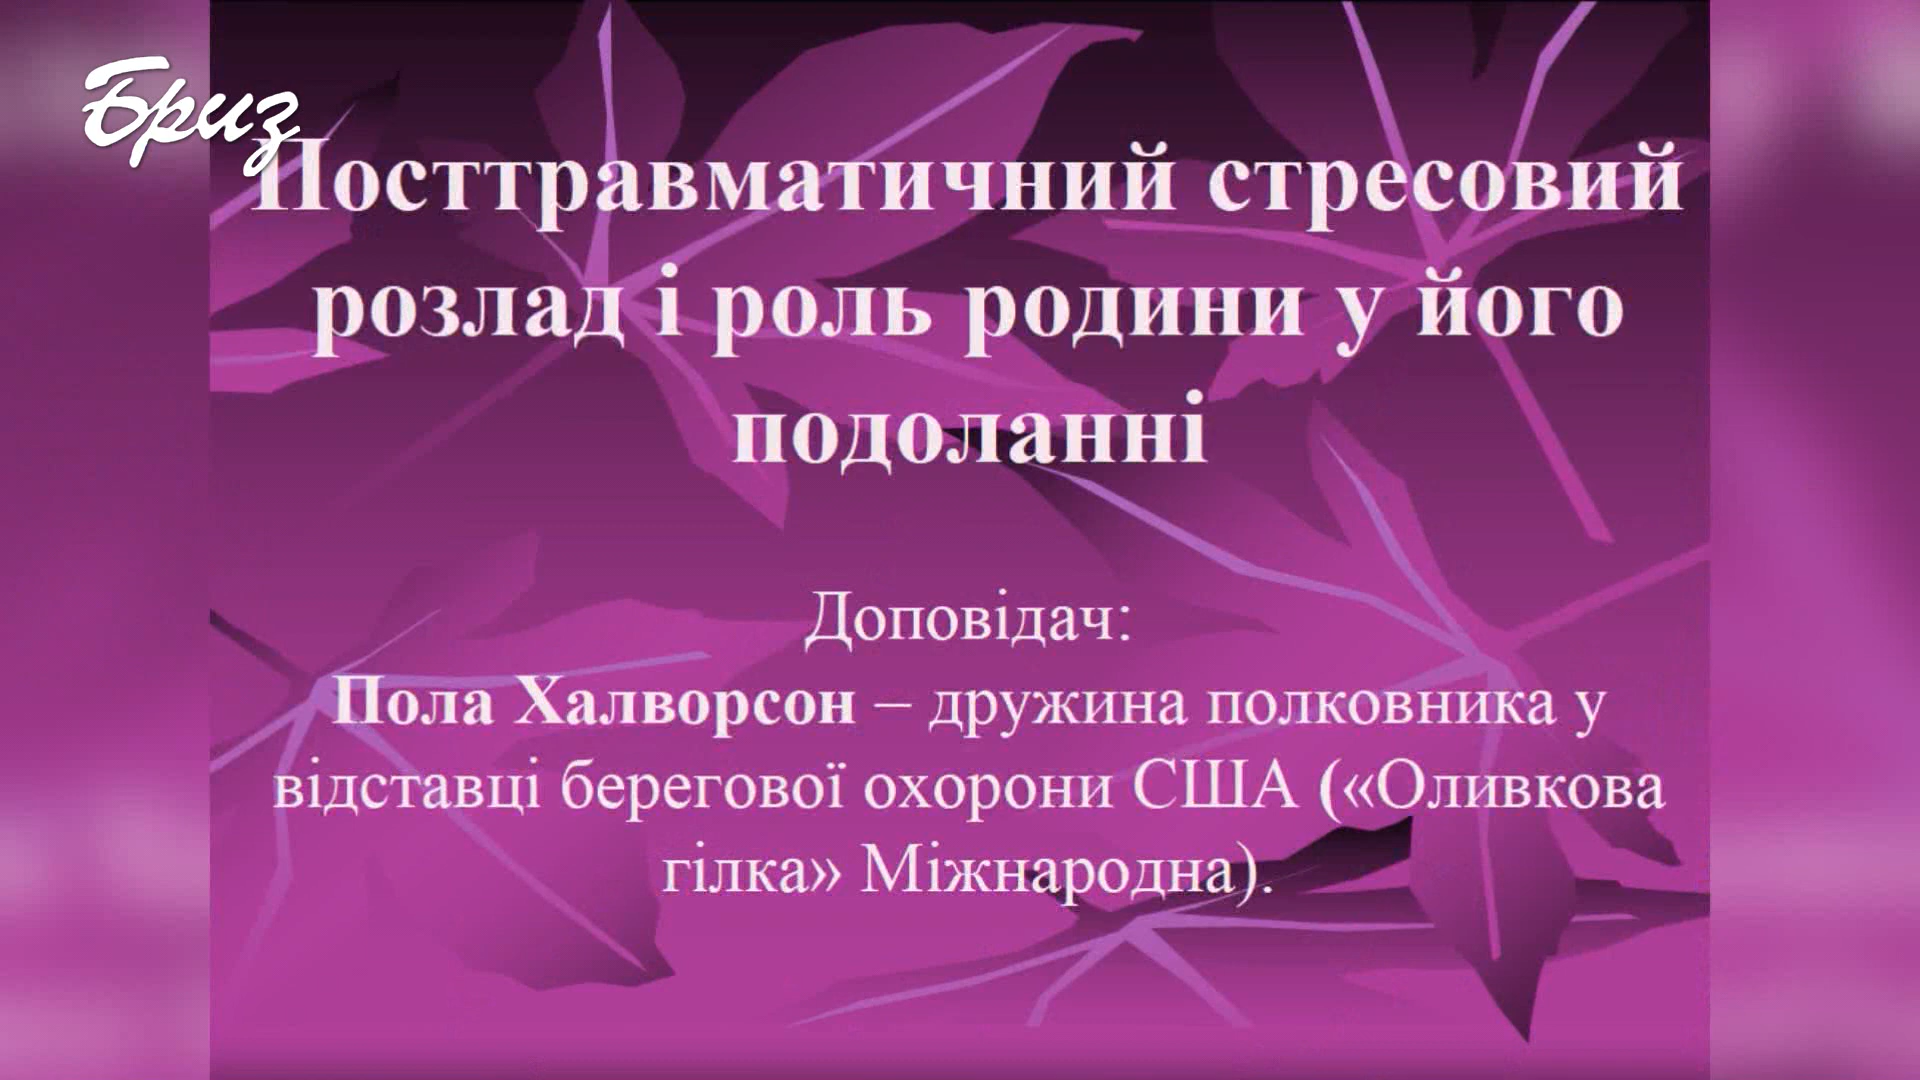 Бриз
Посттравматичний стресовий
розлад і роль родини у його
подоланні
Доповідач:
Пола Халворсон – дружина полковника у
відставці берегової охорони США («Оливкова
гілка» Міжнародна).